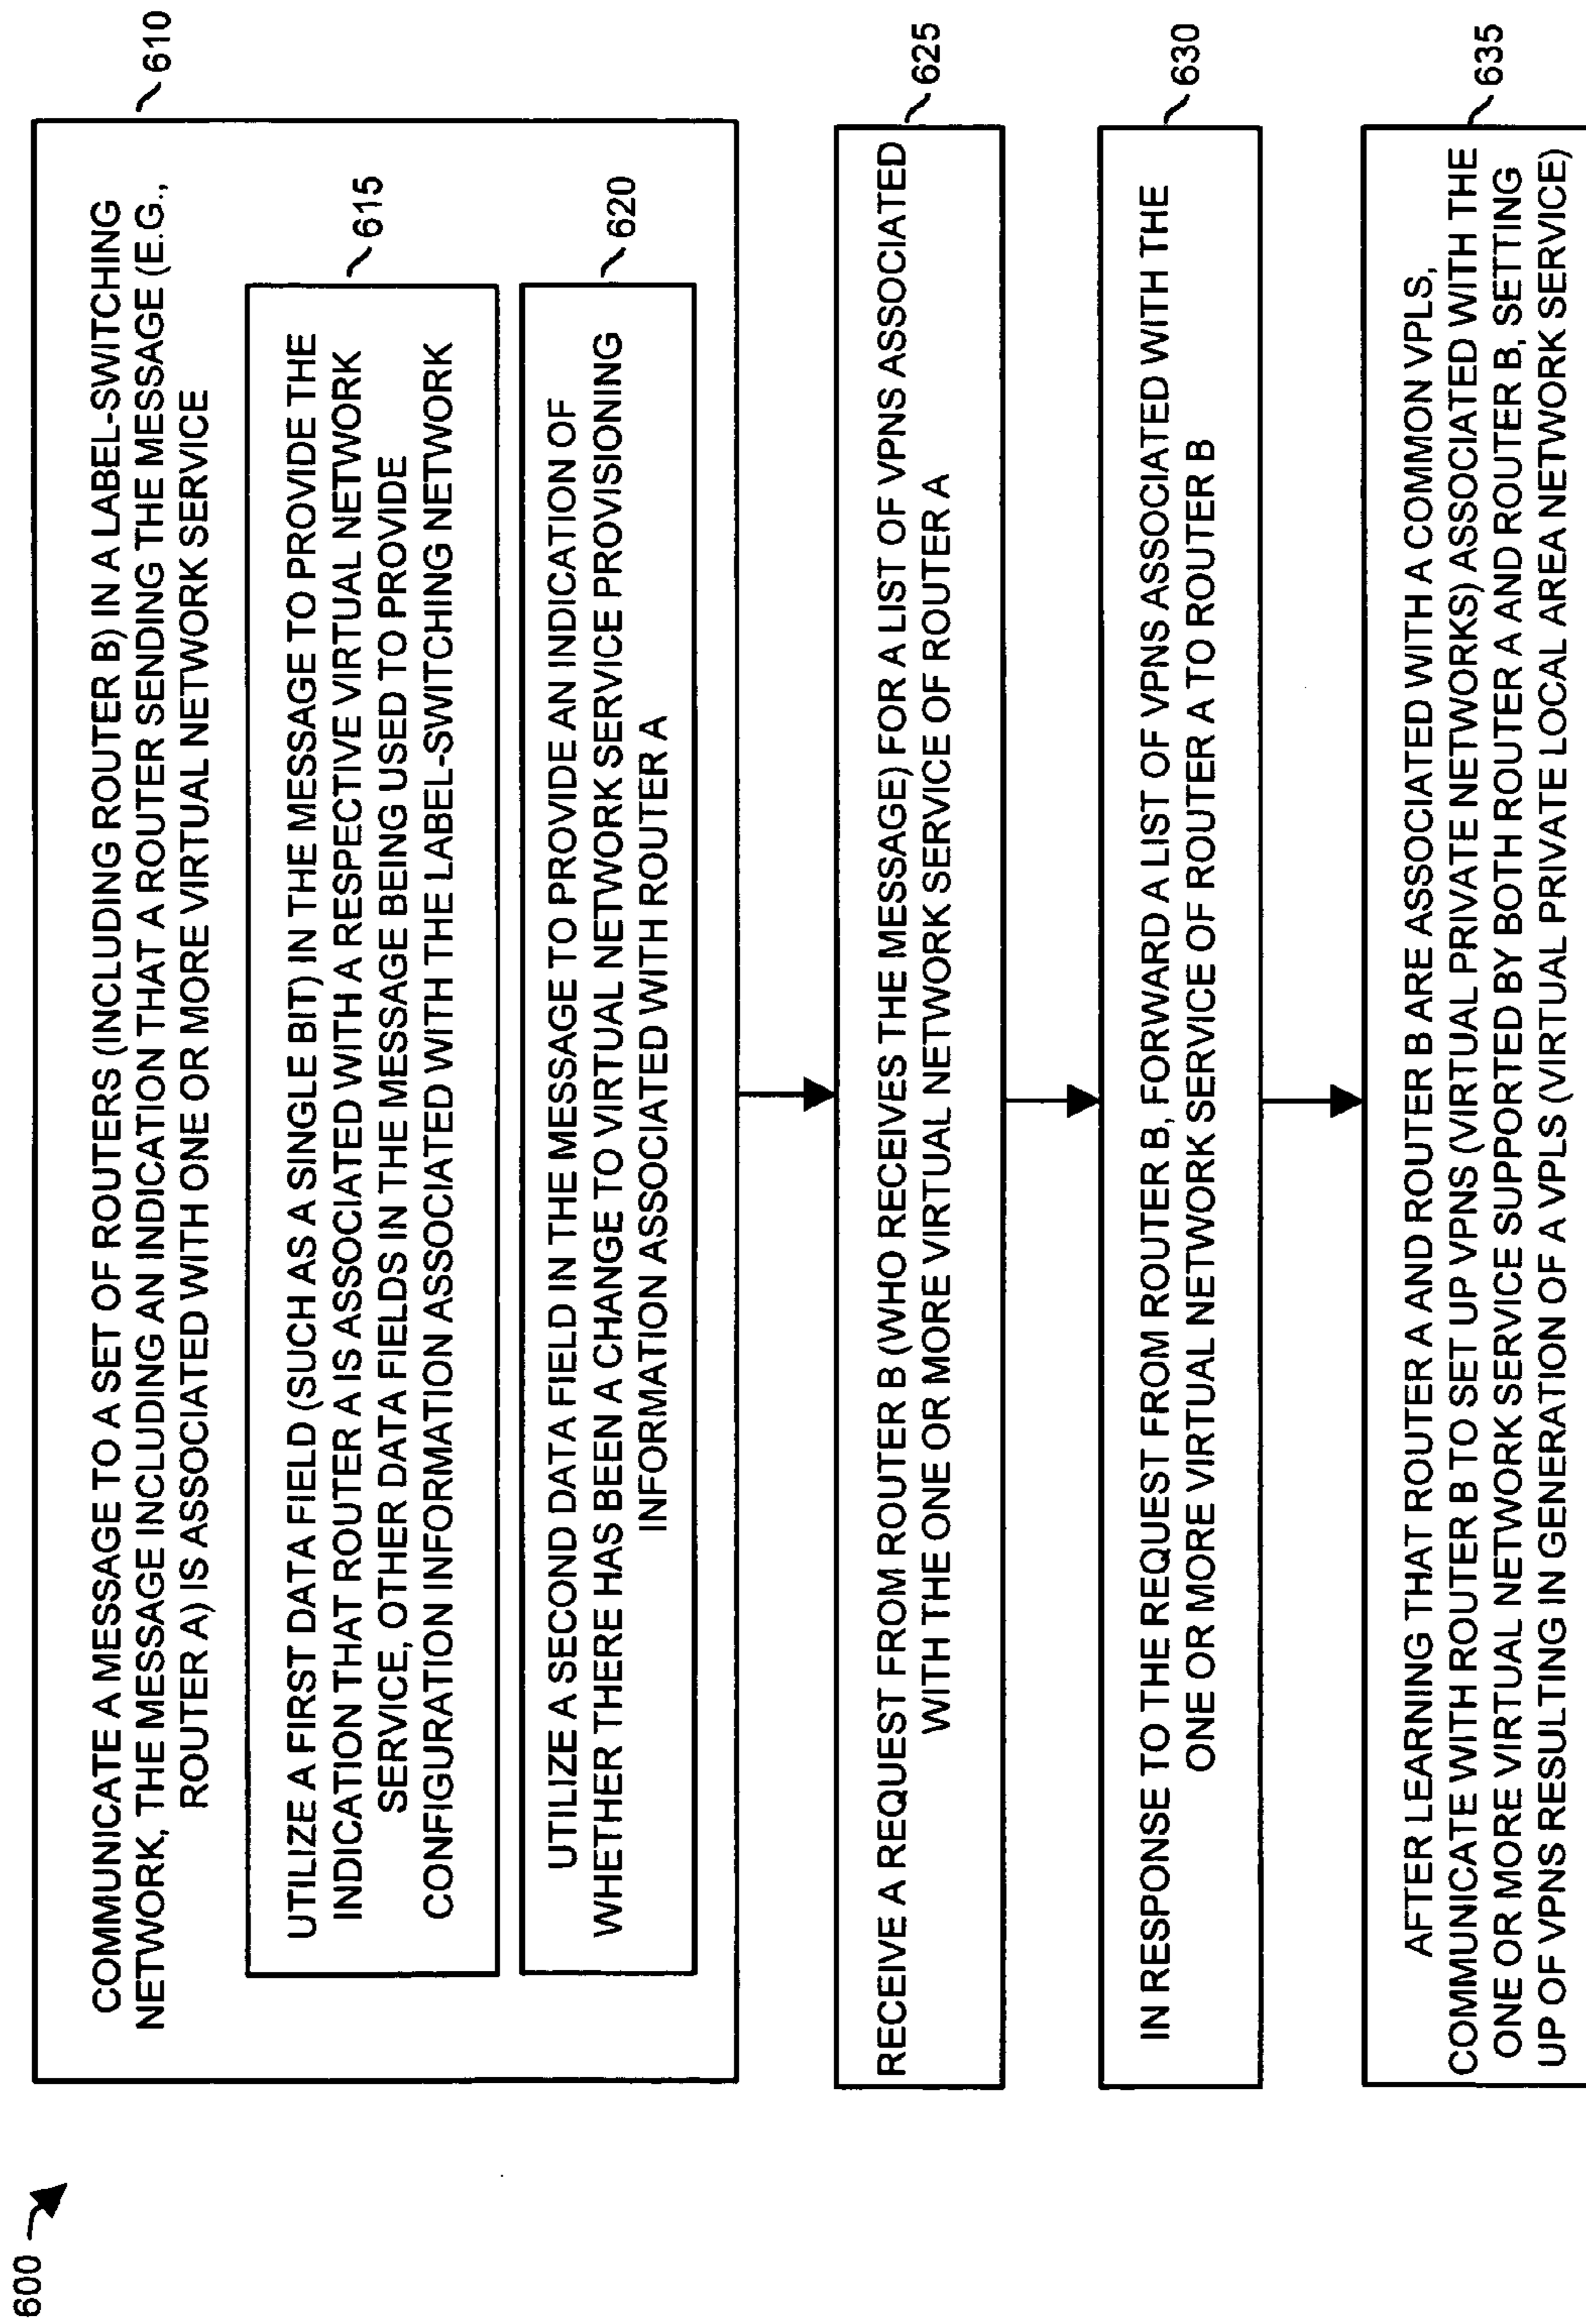 600
COMMUNICATE A MESSAGE TO A SET OF ROUTERS (INCLUDING ROUTER B) IN A LABEL-SWITCHING
NETWORK, THE MESSAGE INCLUDING AN INDICATION THAT A ROUTER SENDING THE MESSAGE (E.G.,
ROUTER A) IS ASSOCIATED WITH ONE OR MORE VIRTUAL NETWORK SERVICE
610
UTILIZE A FIRST DATA FIELD (SUCH AS A SINGLE BIT) IN THE MESSAGE TO PROVIDE THE
INDICATION THAT ROUTER A IS ASSOCIATED WITH A RESPECTIVE VIRTUAL NETWORK
SERVICE, OTHER DATA FIELDS IN THE MESSAGE BEING USED TO PROVIDE
CONFIGURATION INFORMATION ASSOCIATED WITH THE LABEL-SWITCHING NETWORK
615
UTILIZE A SECOND DATA FIELD IN THE MESSAGE TO PROVIDE AN INDICATION OF
WHETHER THERE HAS BEEN A CHANGE TO VIRTUAL NETWORK SERVICE PROVISIONING
INFORMATION ASSOCIATED WITH ROUTER A
620
RECEIVE A REQUEST FROM ROUTER B (WHO RECEIVES THE MESSAGE) FOR A LIST OF VPNS ASSOCIATED
WITH THE ONE OR MORE VIRTUAL NETWORK SERVICE OF ROUTER A
625
IN RESPONSE TO THE REQUEST FROM ROUTER B, FORWARD A LIST OF VPNS ASSOCIATED WITH THE
ONE OR MORE VIRTUAL NETWORK SERVICE OF ROUTER A TO ROUTER B
630
AFTER LEARNING THAT ROUTER A AND ROUTER B ARE ASSOCIATED WITH A COMMON VPLS,
COMMUNICATE WITH ROUTER B TO SET UP VPNS (VIRTUAL PRIVATE NETWORKS) ASSOCIATED WITH THE
ONE OR MORE VIRTUAL NETWORK SERVICE SUPPORTED BY BOTH ROUTER A AND ROUTER B, SETTING
UP OF VPNS RESULTING IN GENERATION OF A VPLS (VIRTUAL PRIVATE LOCAL AREA NETWORK SERVICE)
635